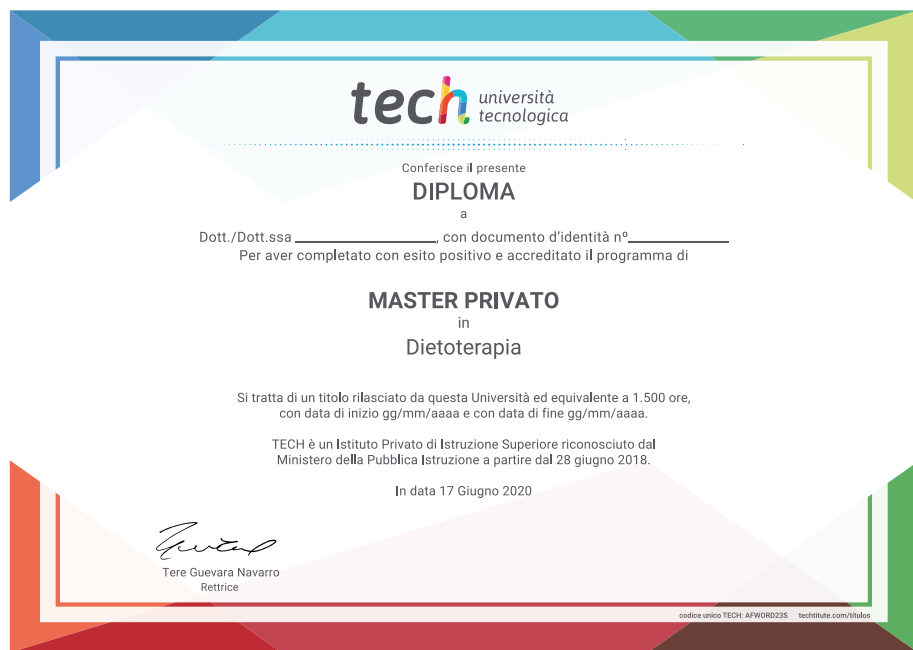 tech università
tecnologica
Conferisce il presente
DIPLOMA
a
Dott./Dott.ssa ________________, con documento d'identità nº____________
Per aver completato con esito positivo e accreditato il programma di
MASTER PRIVATO
in
Dietoterapia
Si tratta di un titolo rilasciato da questa Università ed equivalente a 1.500 ore,
con data di inizio gg/mm/aaaa e con data di fine gg/mm/aaaa.
TECH è un Istituto Privato di Istruzione Superiore riconosciuto dal
Ministero della Pubblica Istruzione a partire dal 28 giugno 2018.
In data 17 Giugno 2020
Tere Guevara Navarro
Rettrice
codice unico TECH: AFWORD23S techtitute.com/titulos